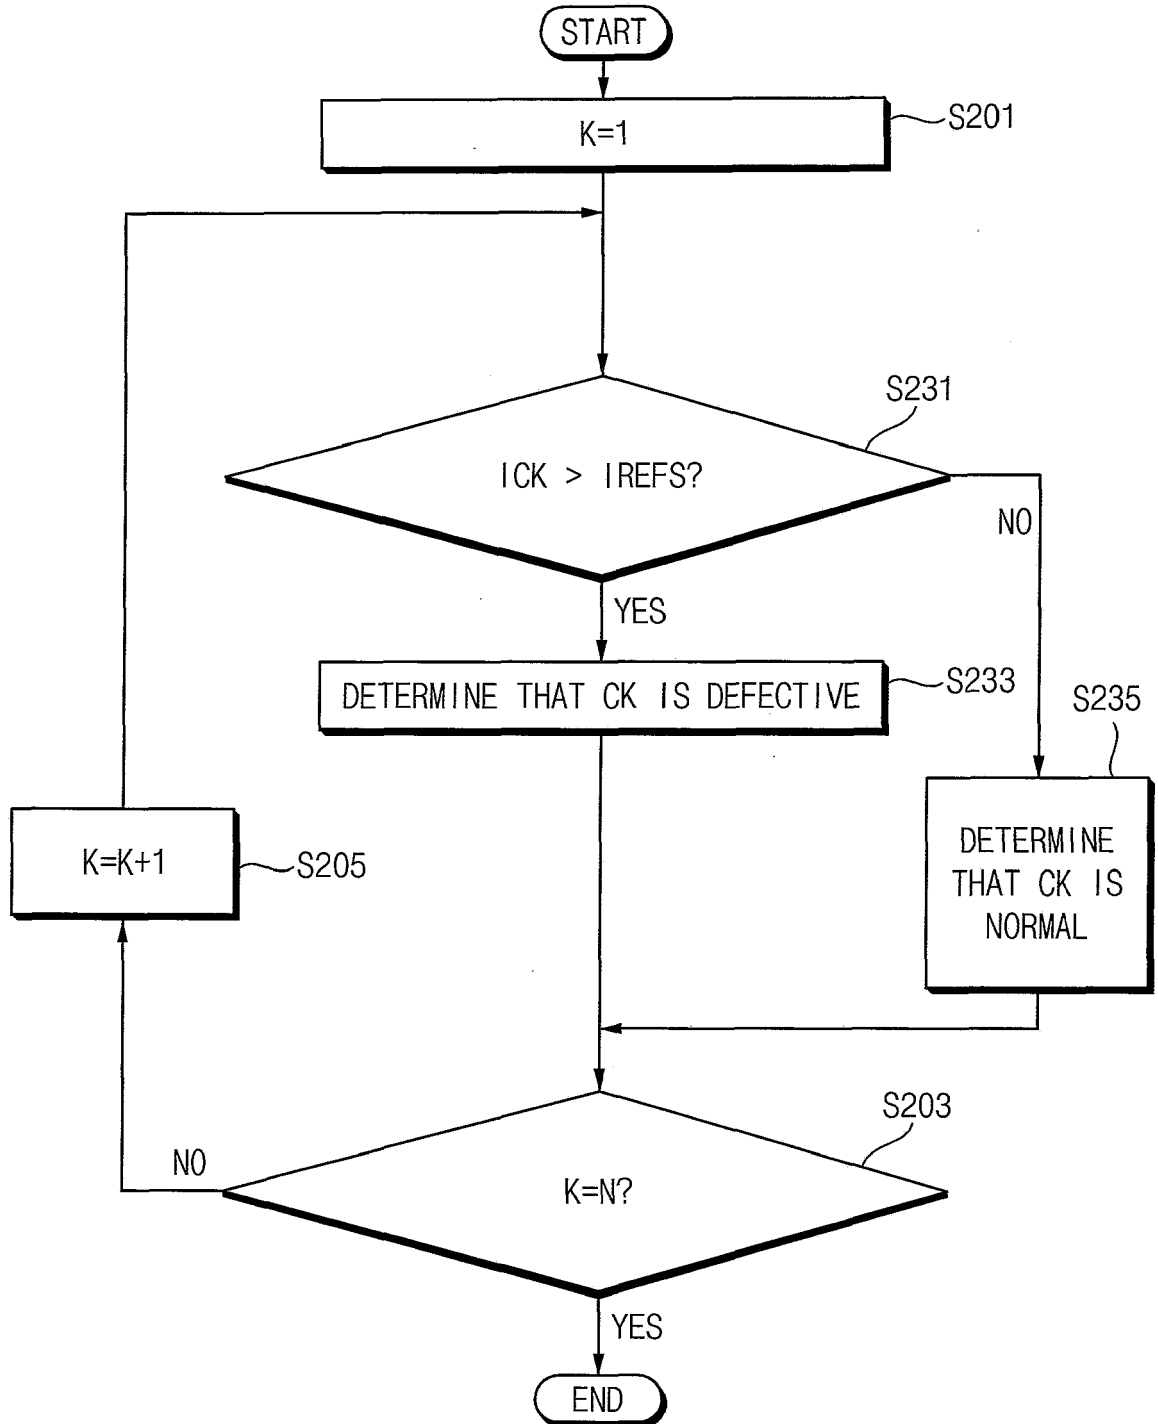 START
K=1
S201
S231
ICK > IREFS?
NO
YES
DETERMINE THAT CK IS DEFECTIVE
S233
S235
K=K+1
S205
DETERMINE
THAT CK IS
NORMAL
S203
NO
K=N?
YES
END